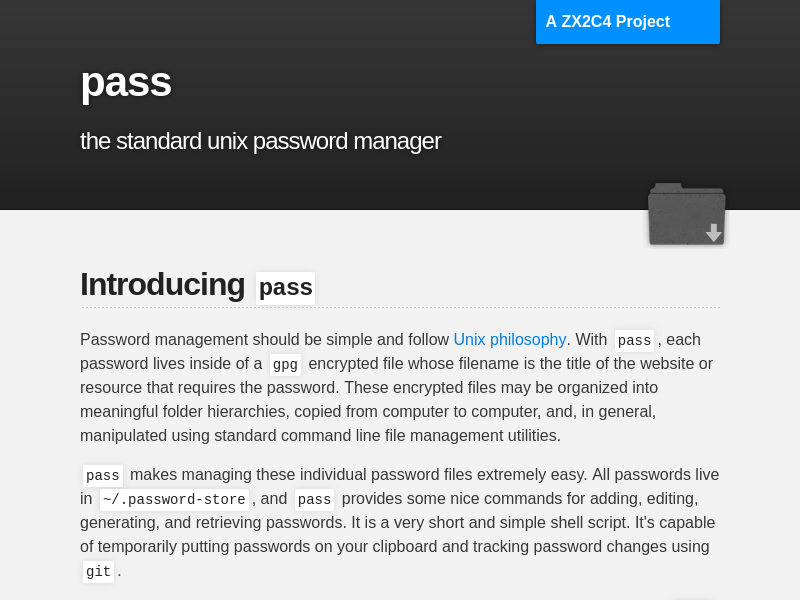 A ZX2C4 Project
pass
the standard unix password manager
Introducing pass
Password management should be simple and follow Unix philosophy. With pass, each
password lives inside of a gpg encrypted file whose filename is the title of the website or
resource that requires the password. These encrypted files may be organized into
meaningful folder hierarchies, copied from computer to computer, and, in general,
manipulated using standard command line file management utilities.
pass makes managing these individual password files extremely easy. All passwords live
in ~/.password-store, and pass provides some nice commands for adding, editing,
generating, and retrieving passwords. It is a very short and simple shell script. It's capable
of temporarily putting passwords on your clipboard and tracking password changes using
git.